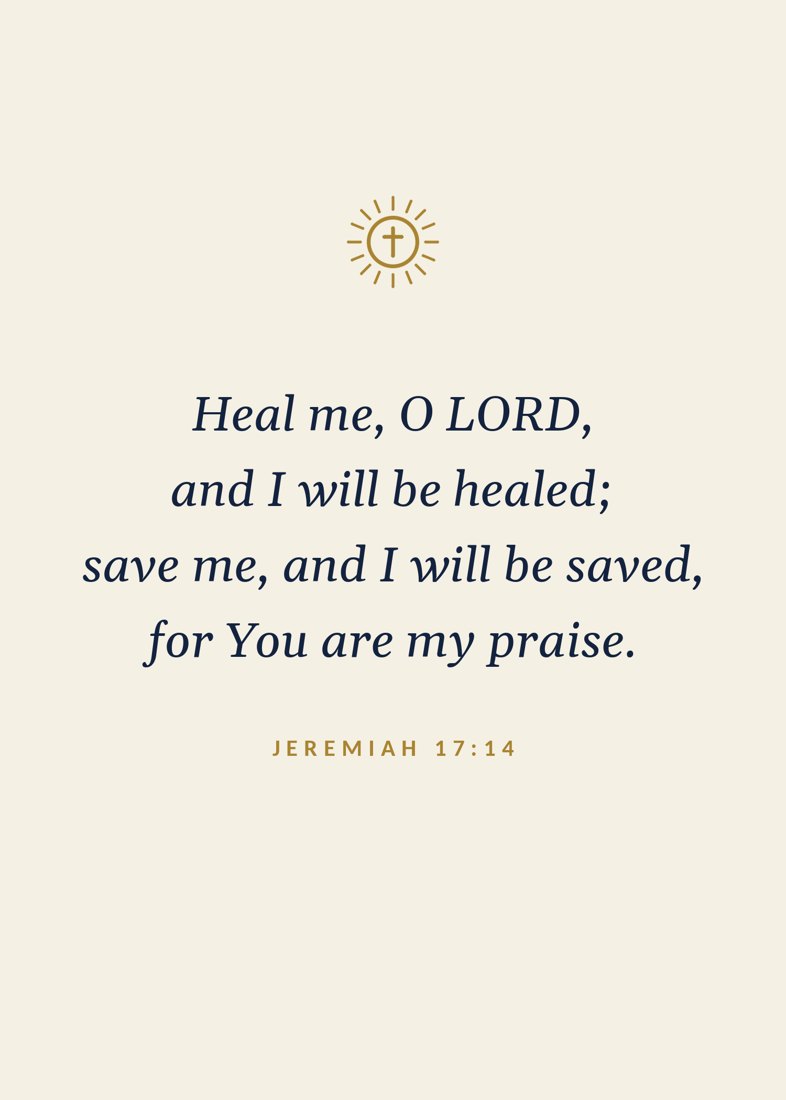 Heal me, O LORD,
and I will be healed;
save me, and I will be saved,
for You are my praise.
JEREMIAH 17:14